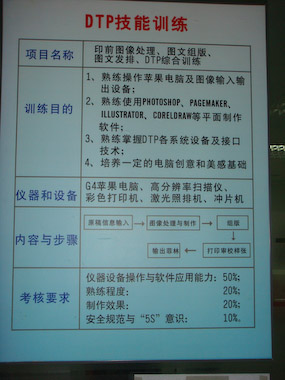 DTP技能训练
项目名称
印前图像处理、图文组版、
图文发排、DTP综合训练
训练目的
1、熟练操作苹果电脑及图像输入输
出设备;
2、熟练使用PHOTOSHOP、PAGEMAKER、
ILLUSTRATOR、CORELDRAW等平面制作
软件;
3、熟练掌握DTP各系统设备及接口
技术;
4、培养一定的电脑创意和美感基础
仪器和设备
G4苹果电脑、高分辨率扫描仪、
彩色打印机、激光照排机、冲片机
内容与步骤
原稿信息输入
图像处理与制作
组版
输出菲林
打印审校样张
考核要求
仪器设备操作与软件应用能力:50%;
熟练程度: 20%;
制作效果: 20%;
安全规范与“5S”意识: 10%。